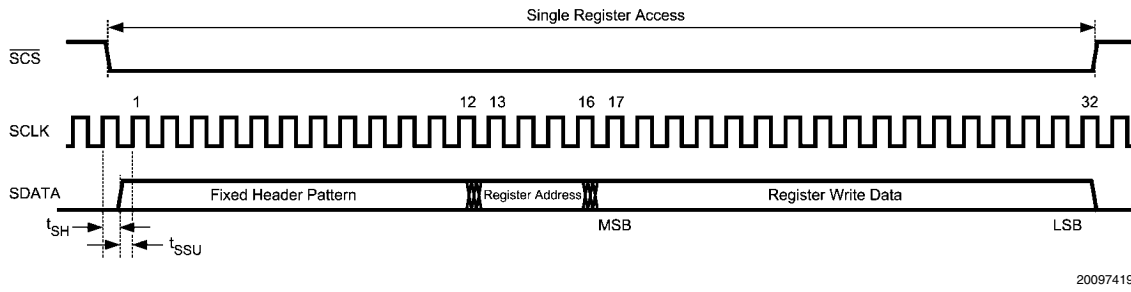 Single Register Access
SCS
1 12 13 16 17 32
SCLK
SDATA Fixed Header Pattern Register Address Register Write Data
tSH MSB LSB
tSSU
20097419